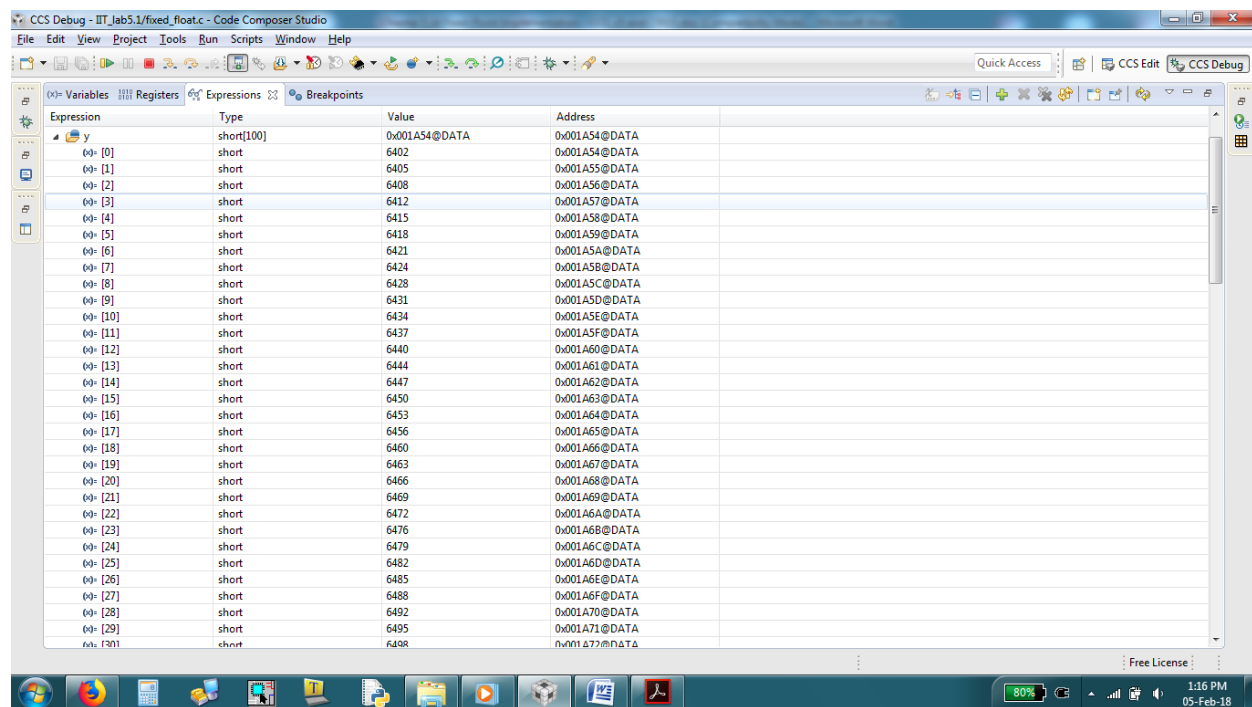 CCS Debug - IIT_lab5.1/fixed_float.c - Code Composer Studio
File Edit View Project Tools Run Scripts Window Help
Quick Access CCS Edit CCS Debug
(x)= Variables Registers Expressions Breakpoints
Expression Type Value Address
y short[100] 0x001A54@DATA 0x001A54@DATA
(x)= [0] short 6402 0x001A54@DATA
(x)= [1] short 6405 0x001A55@DATA
(x)= [2] short 6408 0x001A56@DATA
(x)= [3] short 6412 0x001A57@DATA
(x)= [4] short 6415 0x001A58@DATA
(x)= [5] short 6418 0x001A59@DATA
(x)= [6] short 6421 0x001A5A@DATA
(x)= [7] short 6424 0x001A5B@DATA
(x)= [8] short 6428 0x001A5C@DATA
(x)= [9] short 6431 0x001A5D@DATA
(x)= [10] short 6434 0x001A5E@DATA
(x)= [11] short 6437 0x001A5F@DATA
(x)= [12] short 6440 0x001A60@DATA
(x)= [13] short 6444 0x001A61@DATA
(x)= [14] short 6447 0x001A62@DATA
(x)= [15] short 6450 0x001A63@DATA
(x)= [16] short 6453 0x001A64@DATA
(x)= [17] short 6456 0x001A65@DATA
(x)= [18] short 6460 0x001A66@DATA
(x)= [19] short 6463 0x001A67@DATA
(x)= [20] short 6466 0x001A68@DATA
(x)= [21] short 6469 0x001A69@DATA
(x)= [22] short 6472 0x001A6A@DATA
(x)= [23] short 6476 0x001A6B@DATA
(x)= [24] short 6479 0x001A6C@DATA
(x)= [25] short 6482 0x001A6D@DATA
(x)= [26] short 6485 0x001A6E@DATA
(x)= [27] short 6488 0x001A6F@DATA
(x)= [28] short 6492 0x001A70@DATA
(x)= [29] short 6495 0x001A71@DATA
(x)= [30] short 6498 0x001A72@DATA
Free License
80% 1:16 PM
05-Feb-18